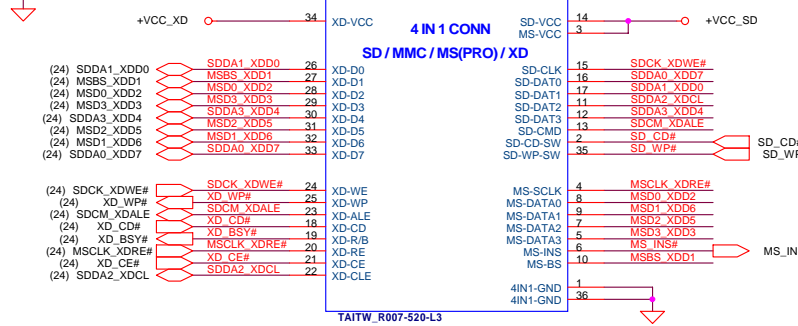 +VCC_XD 34 XD-VCC 4 IN 1 CONN SD-VCC 14 +VCC_SD
MS-VCC 3
SD / MMC / MS(PRO) / XD
(24) SDDA1_XDD0 SDDA1_XDD0 26 XD-D0 SD-CLK 15 SDCK_XDWE#
(24) MSBS_XDD1 MSBS_XDD1 27 XD-D1 SD-DAT0 16 SDDA0_XDD7
(24) MSD0_XDD2 MSD0_XDD2 28 XD-D2 SD-DAT1 17 SDDA1_XDD0
(24) MSD3_XDD3 MSD3_XDD3 29 XD-D3 SD-DAT2 11 SDDA2_XDCL
(24) SDDA3_XDD4 SDDA3_XDD4 30 XD-D4 SD-DAT3 12 SDDA3_XDD4
(24) MSD2_XDD5 MSD2_XDD5 31 XD-D5 SD-CMD 13 SDCM_XDALE
(24) MSD1_XDD6 MSD1_XDD6 32 XD-D6 SD-CD-SW 2 SD_CD# SD_CD#
(24) SDDA0_XDD7 SDDA0_XDD7 33 XD-D7 SD-WP-SW 35 SD_WP# SD_WP
(24) SDCK_XDWE# SDCK_XDWE# 24 XD-WE MS-SCLK 4 MSCLK_XDRE#
(24) XD_WP# XD_WP# 25 XD-WP MS-DATA0 8 MSD0_XDD2
(24) SDCM_XDALE SDCM_XDALE 23 XD-ALE MS-DATA1 9 MSD1_XDD6
(24) XD_CD# XD_CD# 18 XD-CD MS-DATA2 7 MSD2_XDD5
(24) XD_BSY# XD_BSY# 19 XD-R/B MS-DATA3 5 MSD3_XDD3
(24) MSCLK_XDRE# MSCLK_XDRE# 20 XD-RE MS-INS 6 MS_INS# MS_IN
(24) XD_CE# XD_CE# 21 XD-CE MS-BS 10 MSBS_XDD1
(24) SDDA2_XDCL SDDA2_XDCL 22 XD-CLE
4IN1-GND 1
4IN1-GND 36
TAITW_R007-520-L3